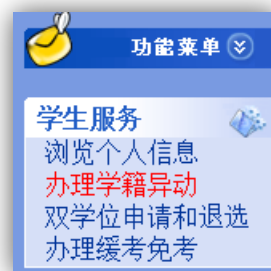 功能菜单
学生服务
浏览个人信息
办理学籍异动
双学位申请和退选
办理缓考免考